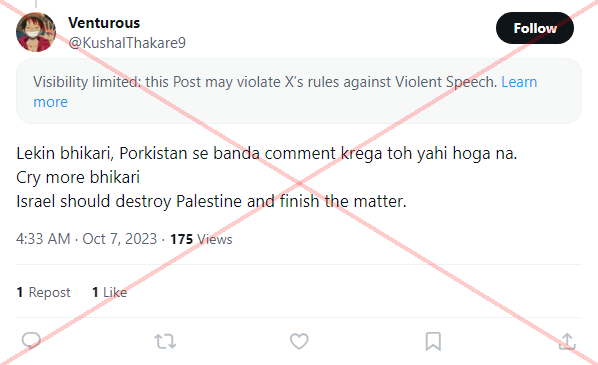 Venturous
@KushalThakare9
Follow
Visibility limited: this Post may violate X's rules against Violent Speech. Learn
more
Lekin bhikari, Porkistan se banda comment krega toh yahi hoga na.
Cry more bhikari
Israel should destroy Palestine and finish the matter.
4:33 AM · Oct 7, 2023 · 175 Views
1 Repost 1 Like